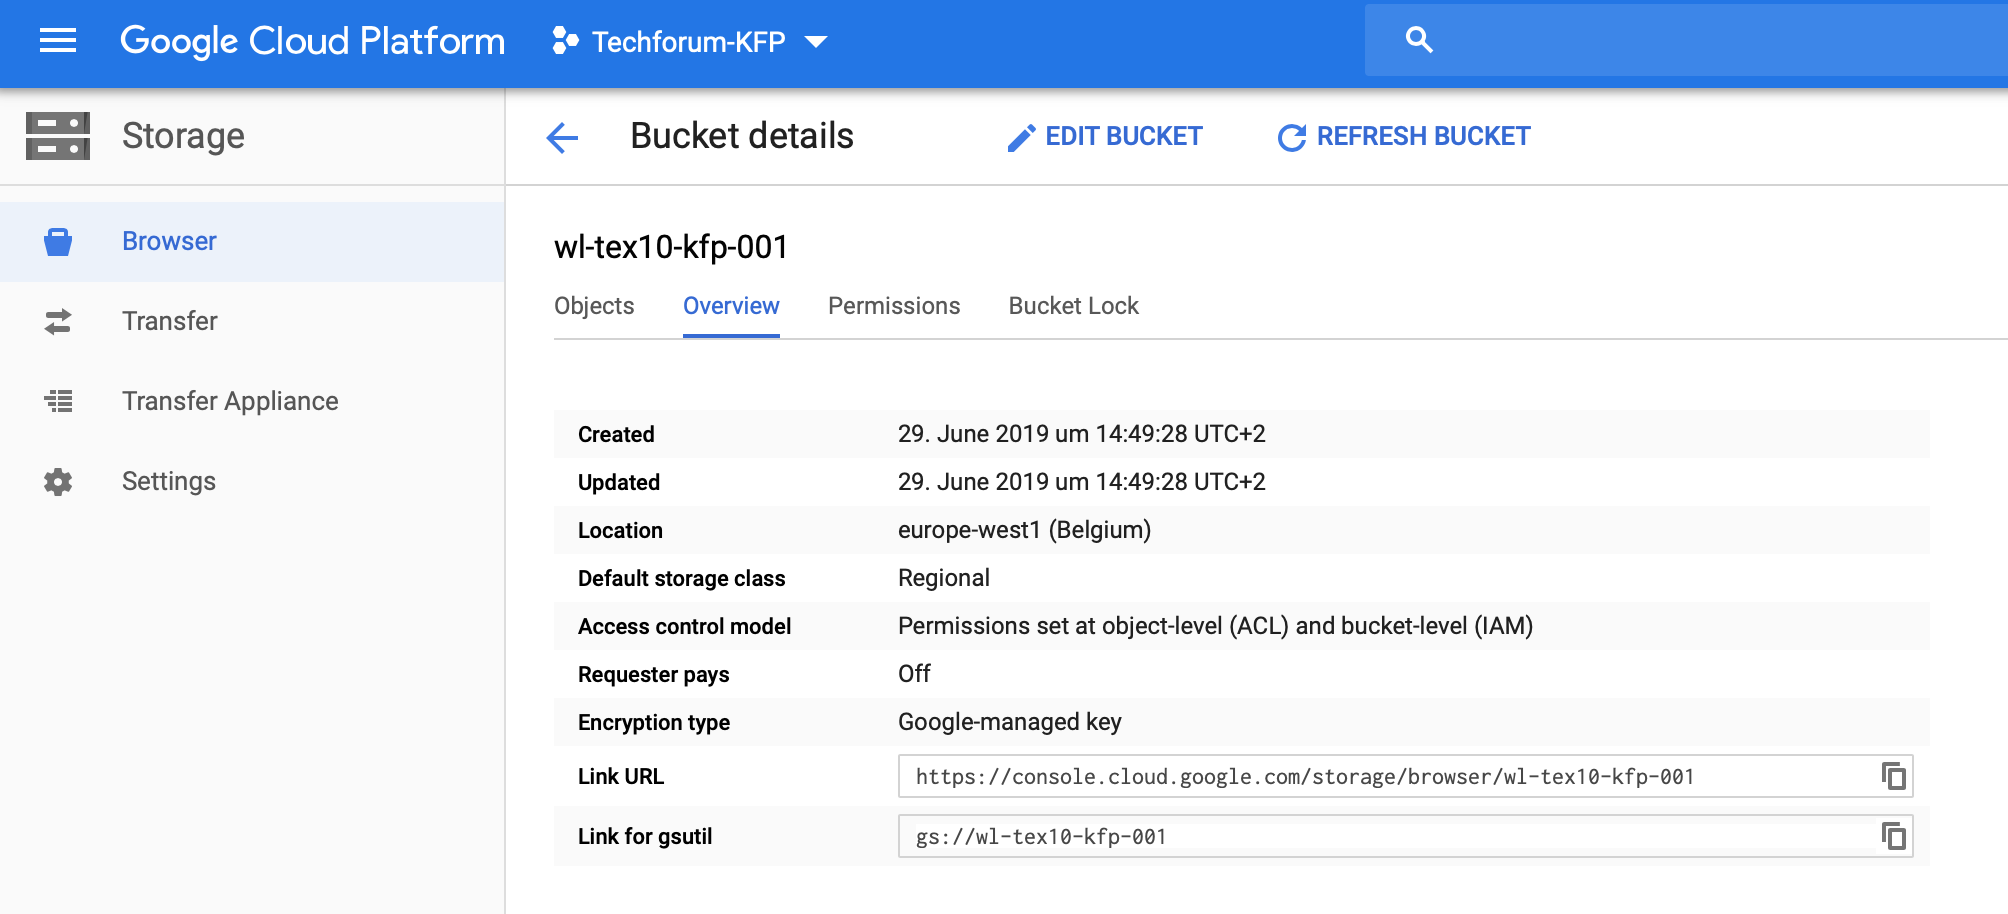 Google Cloud Platform Techforum-KFP
Storage
Bucket details EDIT BUCKET REFRESH BUCKET
Browser
Transfer
Transfer Appliance
Settings
wl-tex10-kfp-001
Objects Overview Permissions Bucket Lock
Created 29. June 2019 um 14:49:28 UTC+2
Updated 29. June 2019 um 14:49:28 UTC+2
Location europe-west1 (Belgium)
Default storage class Regional
Access control model Permissions set at object-level (ACL) and bucket-level (IAM)
Requester pays Off
Encryption type Google-managed key
Link URL https://console.cloud.google.com/storage/browser/wl-tex10-kfp-001
Link for gsutil gs://wl-tex10-kfp-001